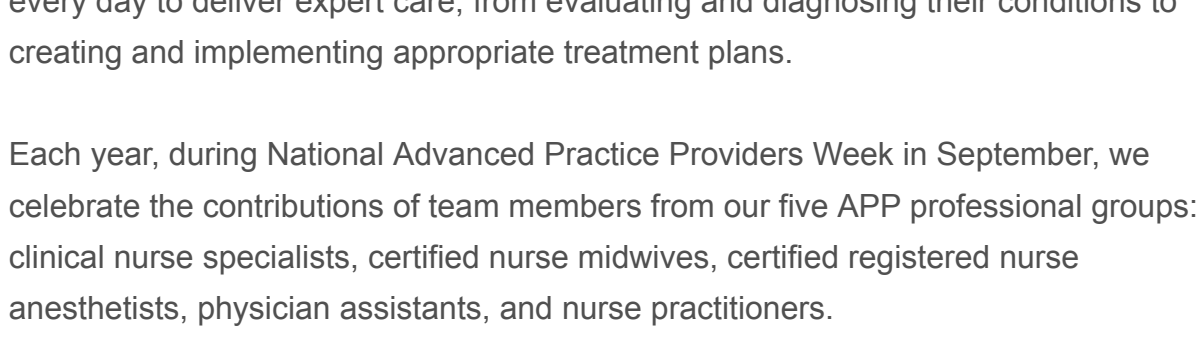 every day to deliver expert care, from evaluating and diagnosing their conditions to
creating and implementing appropriate treatment plans.
Each year, during National Advanced Practice Providers Week in September, we
celebrate the contributions of team members from our five APP professional groups:
clinical nurse specialists, certified nurse midwives, certified registered nurse
anesthetists, physician assistants, and nurse practitioners.